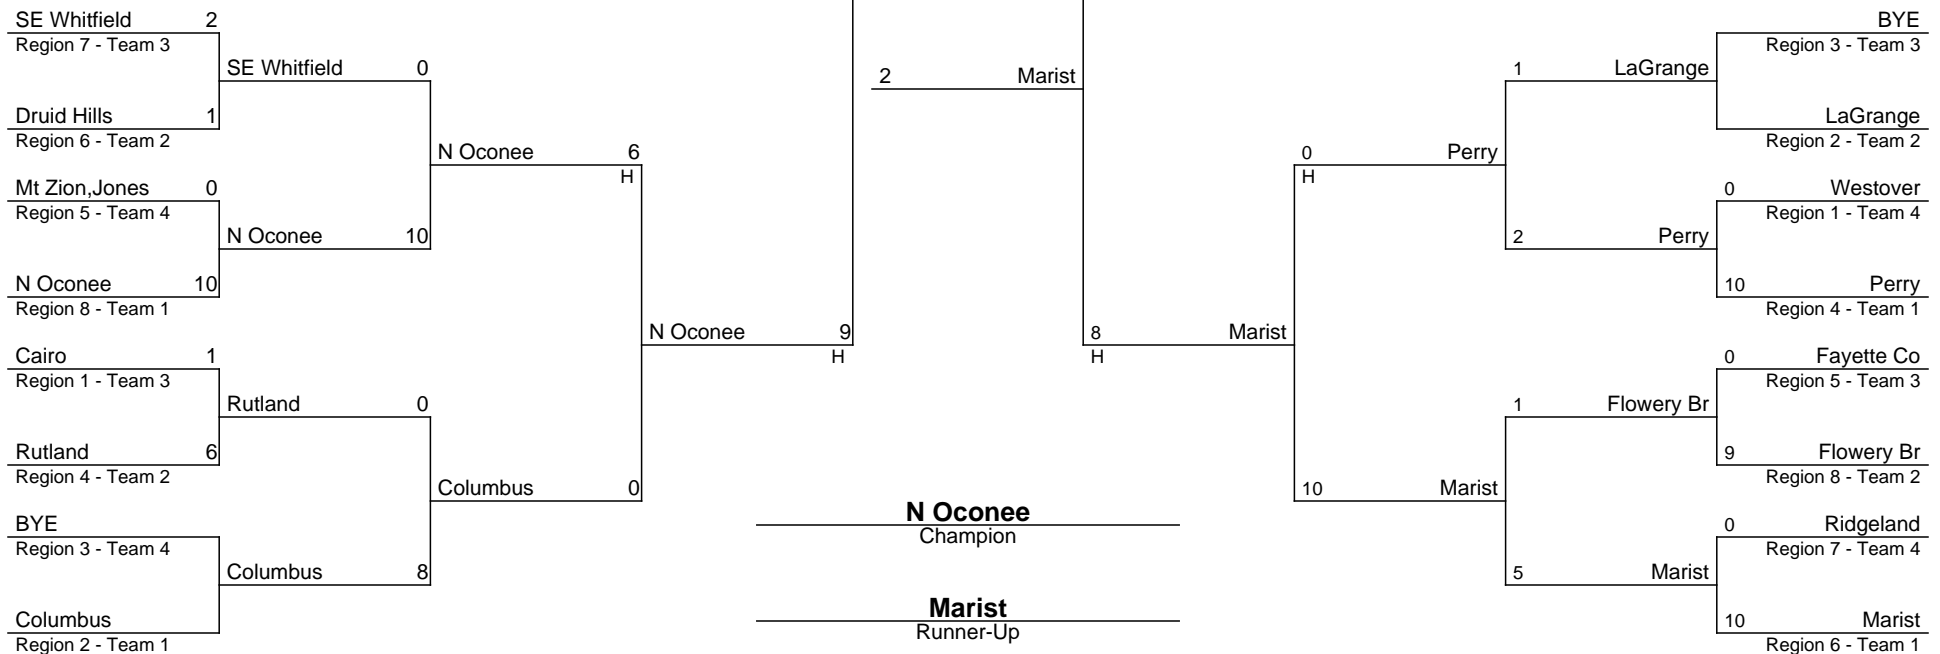 SE Whitfield 2
Region 7 - Team 3
SE Whitfield 0
Druid Hills 1
Region 6 - Team 2
N Oconee 6
H
Mt Zion,Jones 0
Region 5 - Team 4
N Oconee 10
N Oconee 10
Region 8 - Team 1
N Oconee 9
H
Cairo 1
Region 1 - Team 3
Rutland 0
Rutland 6
Region 4 - Team 2
Columbus 0
BYE
Region 3 - Team 4
Columbus 8
Columbus
Region 2 - Team 1
2 Marist
8 Marist
H
N Oconee
Champion
Marist
Runner-Up
BYE
Region 3 - Team 3
1 LaGrange
LaGrange
Region 2 - Team 2
0 Perry
H
0 Westover
Region 1 - Team 4
2 Perry
10 Perry
Region 4 - Team 1
0 Fayette Co
Region 5 - Team 3
1 Flowery Br
9 Flowery Br
Region 8 - Team 2
10 Marist
0 Ridgeland
Region 7 - Team 4
5 Marist
10 Marist
Region 6 - Team 1